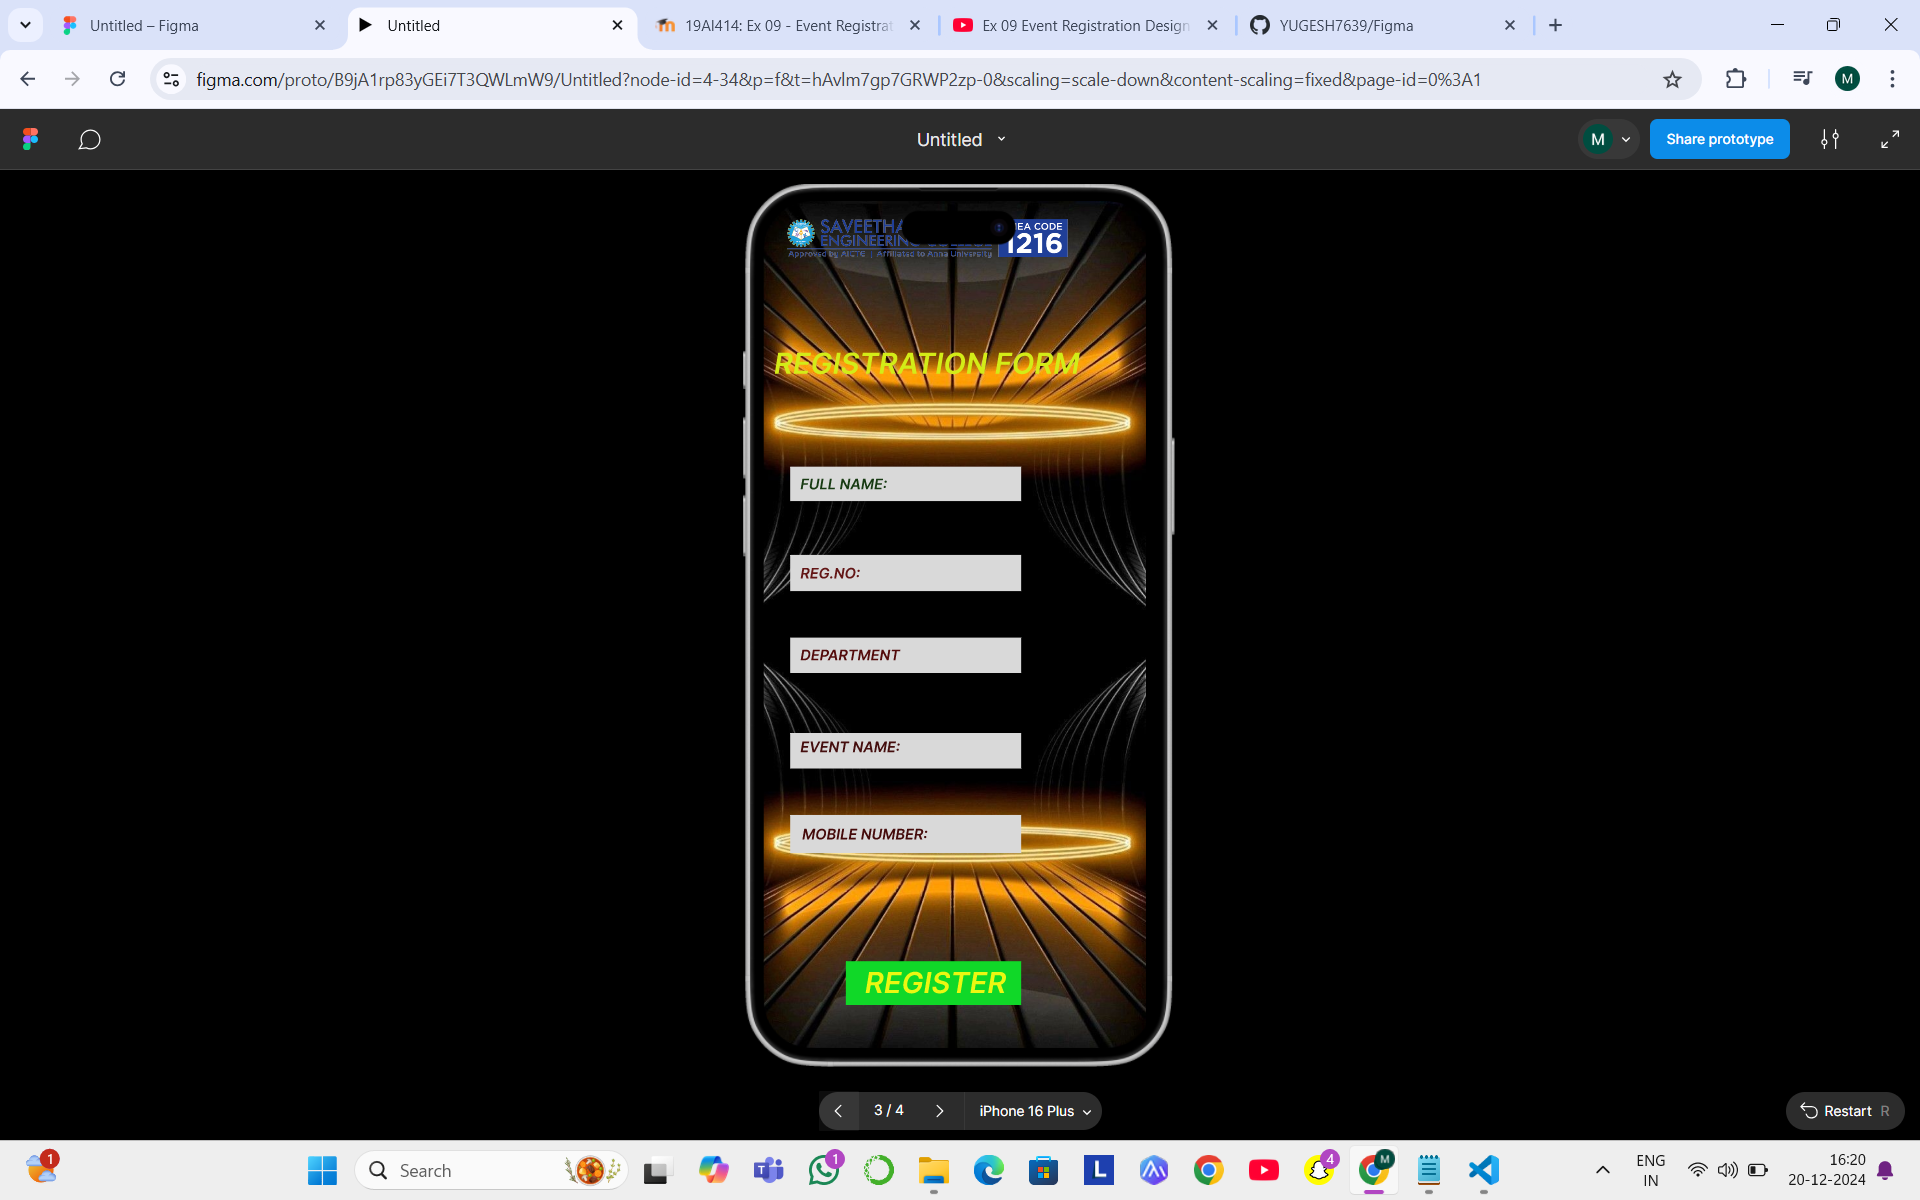 Untitled – Figma
Untitled
19AI414: Ex 09 - Event Registrat
Ex 09 Event Registration Design
YUGESH7639/Figma
figma.com/proto/B9jA1rp83yGEi7T3QWLmW9/Untitled?node-id=4-34&p=f&t=hAvlm7gp7GRWP2zp-0&scaling=scale-down&content-scaling=fixed&page-id=0%3A1
M
Untitled
M
Share prototype
SAVEETHA
ENGINEERIN
EA CODE
1216
Approved by AICTE | Affiliated to Anna University
REGISTRATION FORM
FULL NAME:
REG.NO:
DEPARTMENT
EVENT NAME:
MOBILE NUMBER:
REGISTER
3 / 4
iPhone 16 Plus
Restart R
1
Search
1
L
4
M
ENG
IN
16:20
20-12-2024